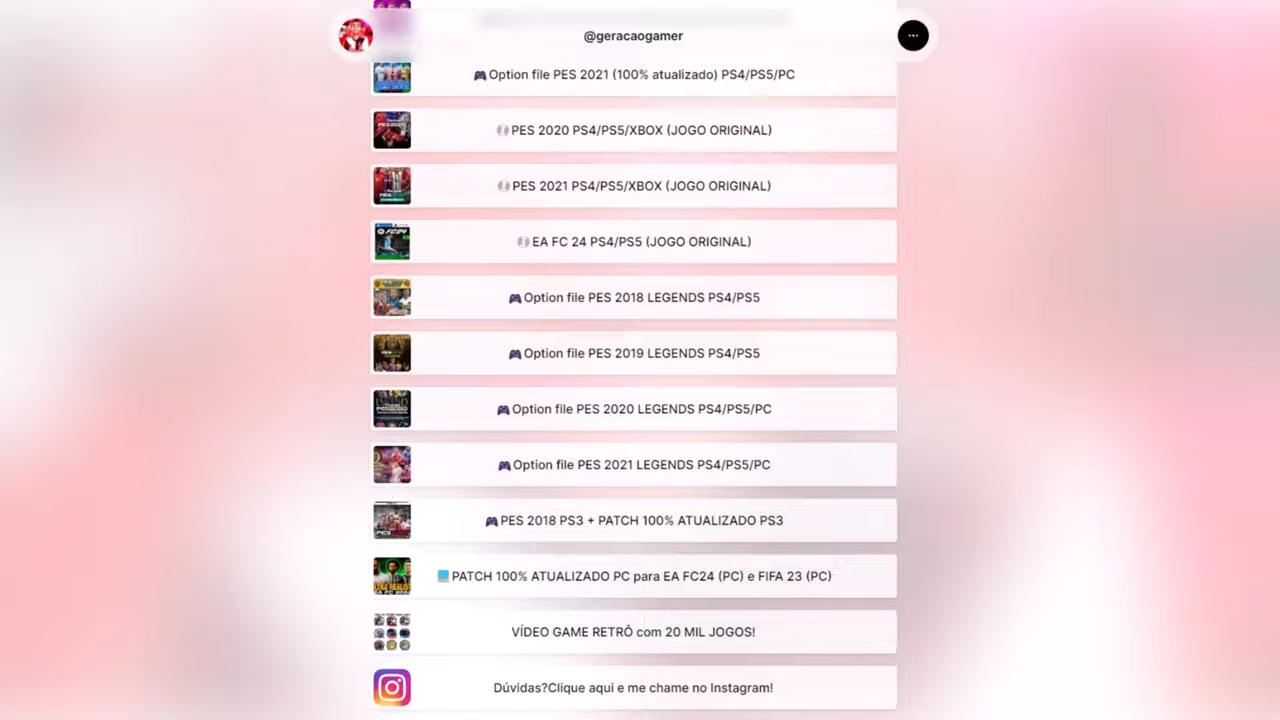 @geracaogamer
Option file PES 2021 (100% atualizado) PS4/PS5/PC
PES 2020 PS4/PS5/XBOX (JOGO ORIGINAL)
PES 2021 PS4/PS5/XBOX (JOGO ORIGINAL)
EA FC 24 PS4/PS5 (JOGO ORIGINAL)
Option file PES 2018 LEGENDS PS4/PS5
Option file PES 2019 LEGENDS PS4/PS5
Option file PES 2020 LEGENDS PS4/PS5/PC
Option file PES 2021 LEGENDS PS4/PS5/PC
PES 2018 PS3 + PATCH 100% ATUALIZADO PS3
PATCH 100% ATUALIZADO PC para EA FC24 (PC) e FIFA 23 (PC)
VÍDEO GAME RETRÔ com MIL JOGOS
Dúvidas?Clique aqui e me chame no Instagram!